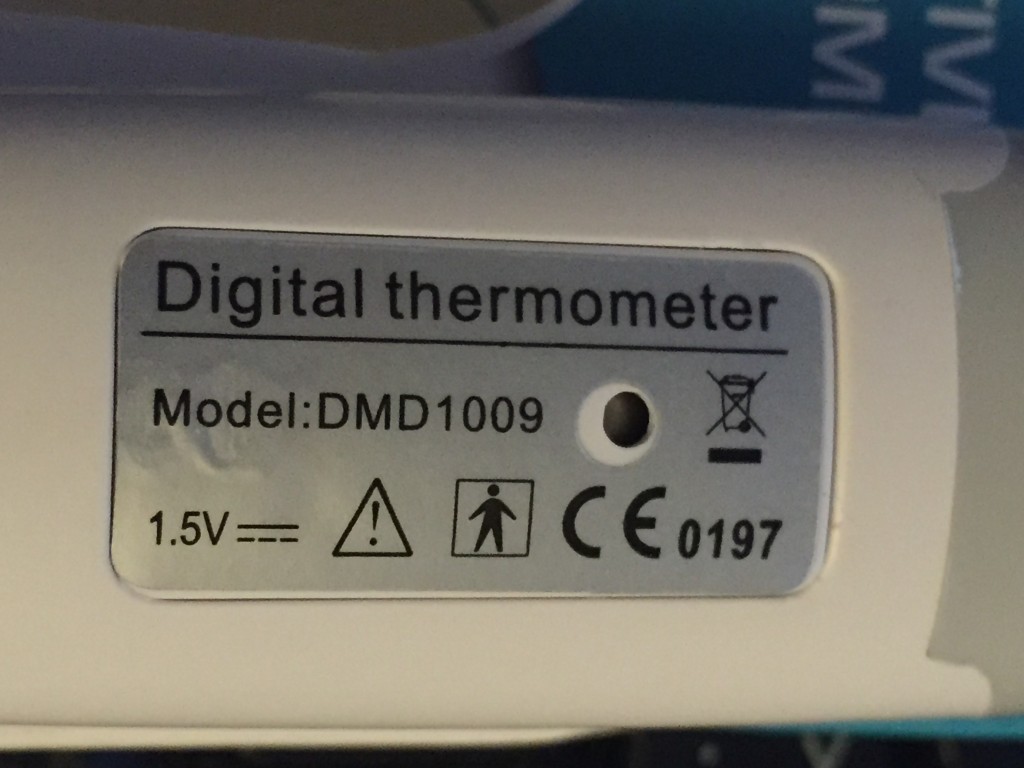 Digital thermometer
Model:DMD1009
1.5V
CE 0197